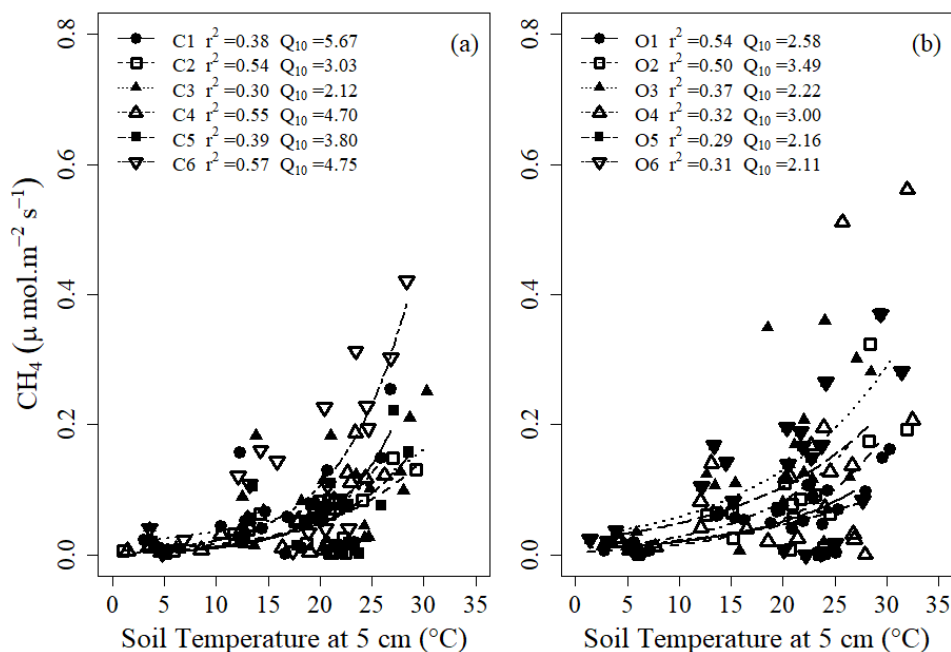 0.8
0.6
0.4
0.2
0.0
CH₄ (μ mol.m⁻² s⁻¹)
(a)
C1 r² =0.38 Q₁₀ =5.67
C2 r² =0.54 Q₁₀ =3.03
C3 r² =0.30 Q₁₀ =2.12
C4 r² =0.55 Q₁₀ =4.70
C5 r² =0.39 Q₁₀ =3.80
C6 r² =0.57 Q₁₀ =4.75
0 5 10 15 20 25 30 35
Soil Temperature at 5 cm (°C)
0.8
0.6
0.4
0.2
0.0
(b)
O1 r² =0.54 Q₁₀ =2.58
O2 r² =0.50 Q₁₀ =3.49
O3 r² =0.37 Q₁₀ =2.22
O4 r² =0.32 Q₁₀ =3.00
O5 r² =0.29 Q₁₀ =2.16
O6 r² =0.31 Q₁₀ =2.11
0 5 10 15 20 25 30 35
Soil Temperature at 5 cm (°C)